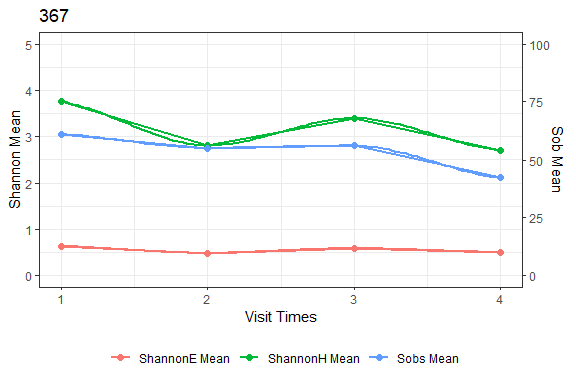 367
Shannon Mean
5
4
3
2
1
0
100
75
50
25
0
Sob Mean
1 2 3 4
Visit Times
ShannonE Mean ShannonH Mean Sobs Mean